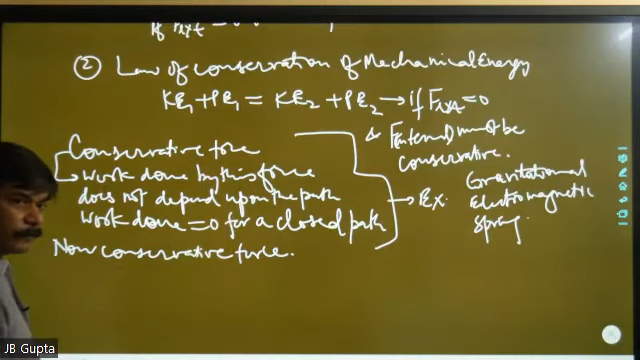 ② Law of conservation of Mechanical Energy
KE₁ + PE₁ = KE₂ + PE₂ → if F ext = 0
& F internal must be
conservative.
Conservative force
→ work done by this force
does not depend upon the path
work done = 0 for a closed path
→ Ex. Gravitational
Electromagnetic
Spring
Non conservative force.
JB Gupta